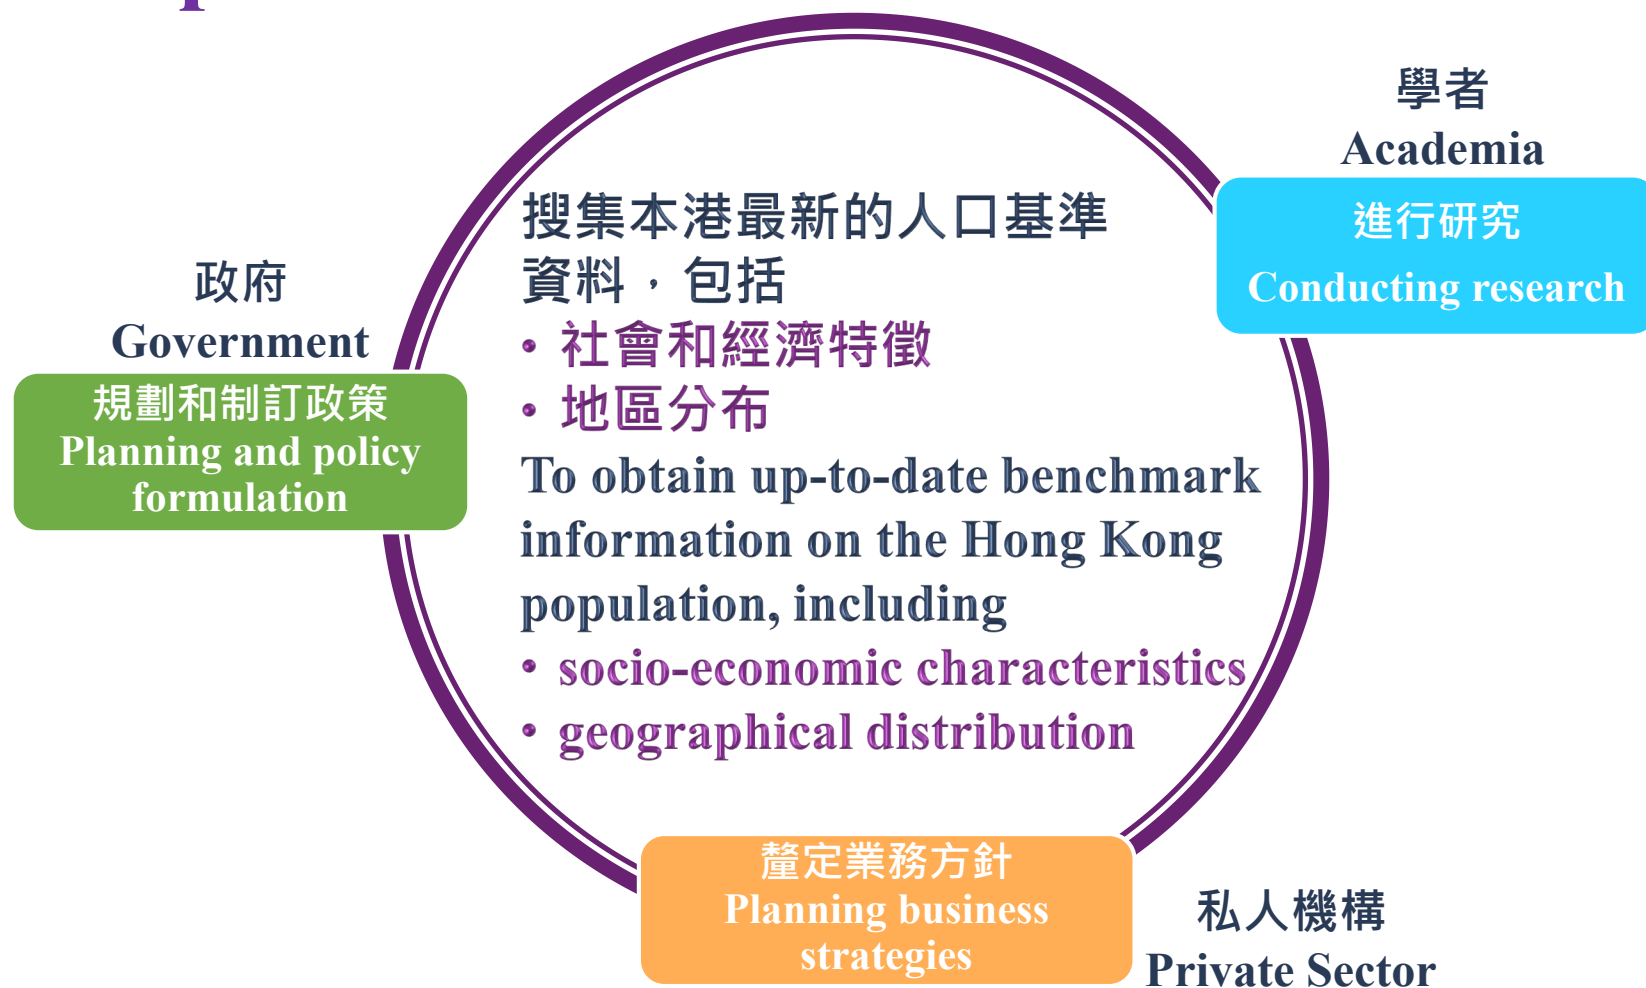 學者
Academia
進行研究
Conducting research
政府
Government
規劃和制訂政策
Planning and policy
formulation
搜集本港最新的人口基準
資料，包括
• 社會和經濟特徵
• 地區分布
To obtain up-to-date benchmark
information on the Hong Kong
population, including
• socio-economic characteristics
• geographical distribution
釐定業務方針
Planning business
strategies
私人機構
Private Sector